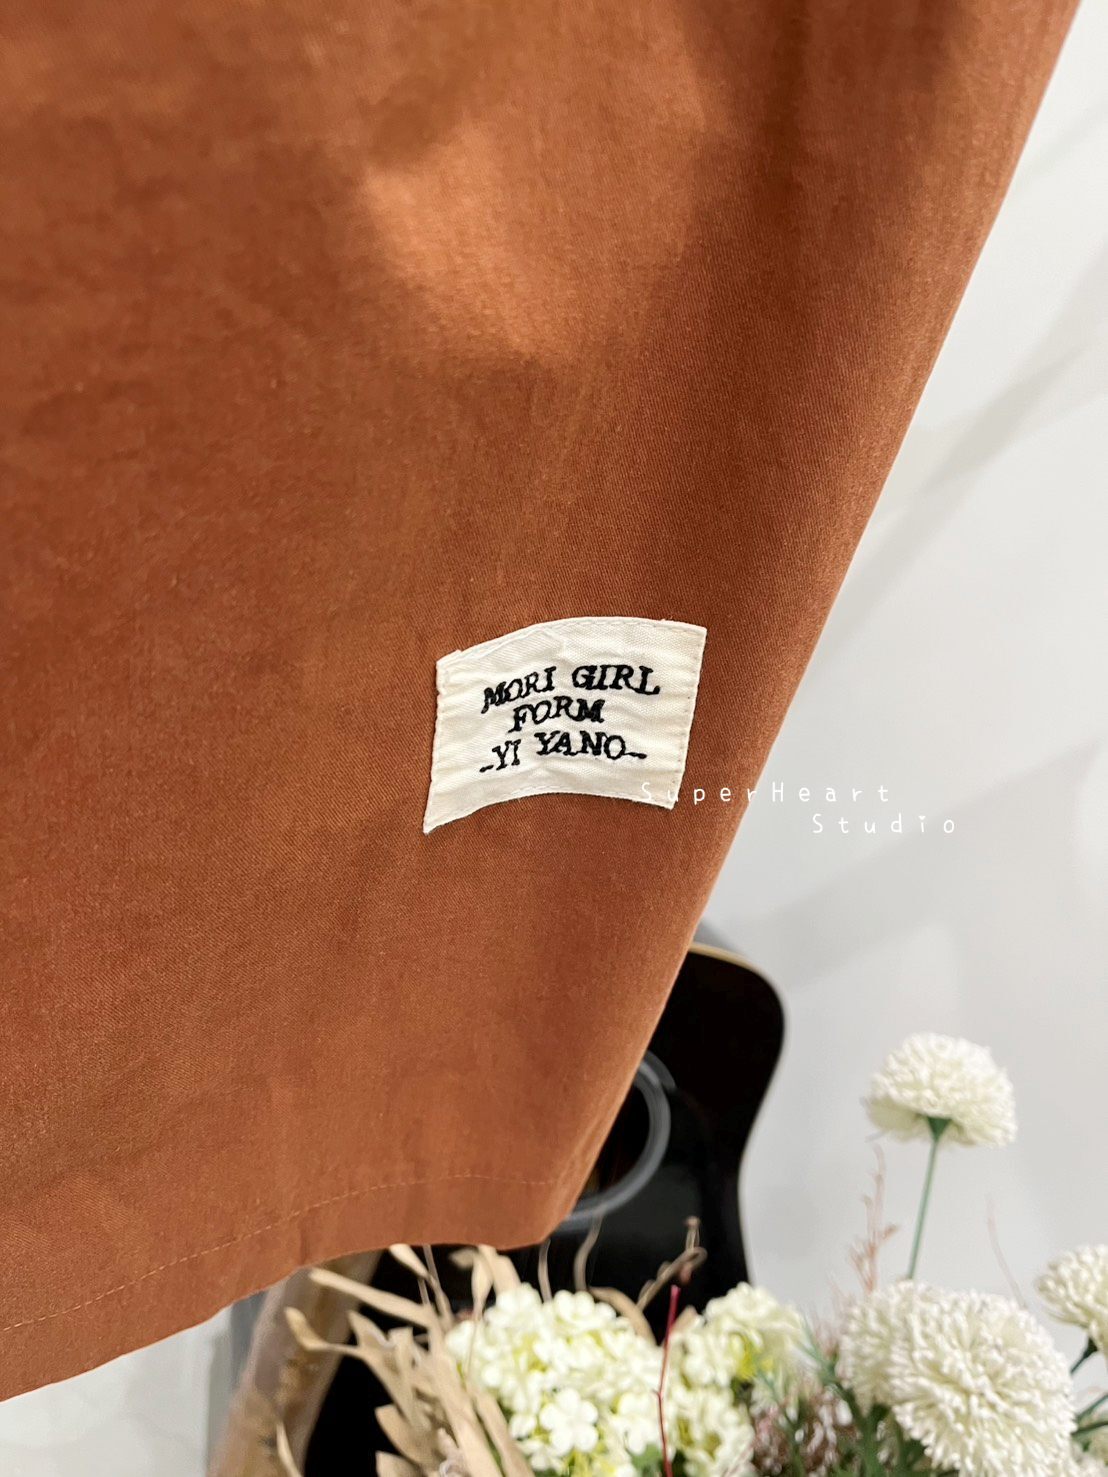 MORI GIRL
FORM
-YI YANO-
SuperHeart
Studio